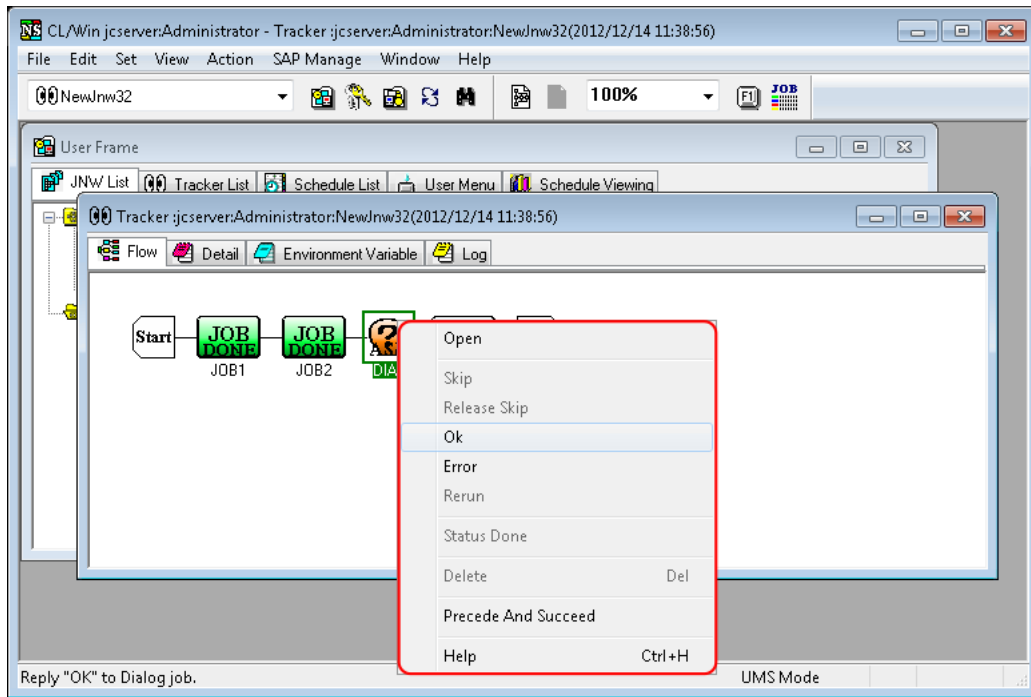 CL/Win jcserver:Administrator - Tracker :jcserver:Administrator:NewJnw32(2012/12/14 11:38:56)
File Edit Set View Action SAP Manage Window Help
NewJnw32 100% F1 JOB
User Frame
JNW List Tracker List Schedule List User Menu Schedule Viewing
Tracker :jcserver:Administrator:NewJnw32(2012/12/14 11:38:56)
Flow Detail Environment Variable Log
Start JOB DONE JOB DONE
JOB1 JOB2
Open
Skip
Release Skip
Ok
Error
Rerun
Status Done
Delete Del
Precede And Succeed
Help Ctrl+H
Reply "OK" to Dialog job. UMS Mode